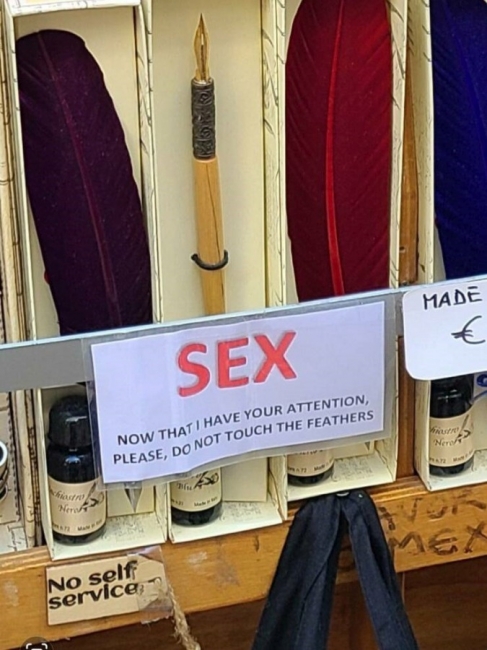 MADE
€
SEX
NOW THAT I HAVE YOUR ATTENTION,
PLEASE, DO NOT TOUCH THE FEATHERS
No self
service